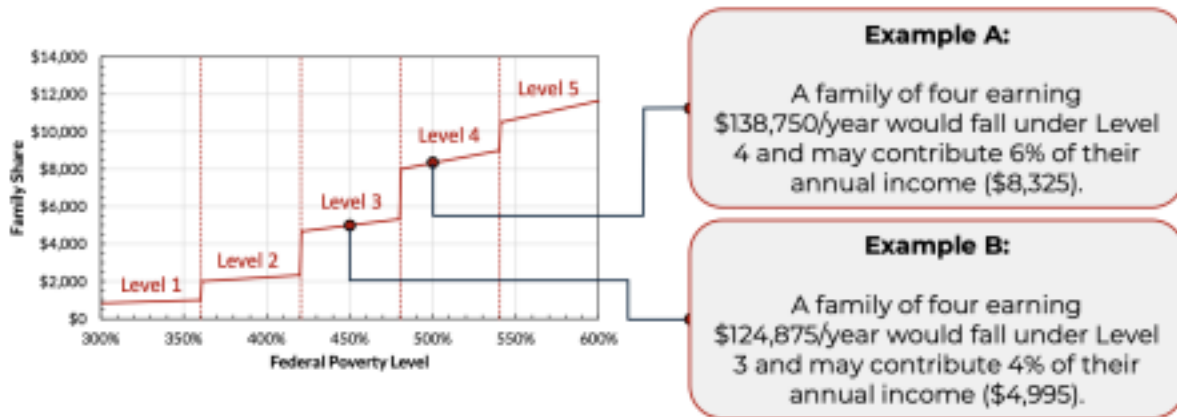 $14,000
$12,000
$10,000
$8,000
$6,000
$4,000
$2,000
$0
Family Share
Level 1
Level 2
Level 3
Level 4
Level 5
300%
350%
400%
450%
500%
550%
600%
Federal Poverty Level
Example A:
A family of four earning
$138,750/year would fall under Level
4 and may contribute 6% of their
annual income ($8,325).
Example B:
A family of four earning
$124,875/year would fall under Level
3 and may contribute 4% of their
annual income ($4,995).